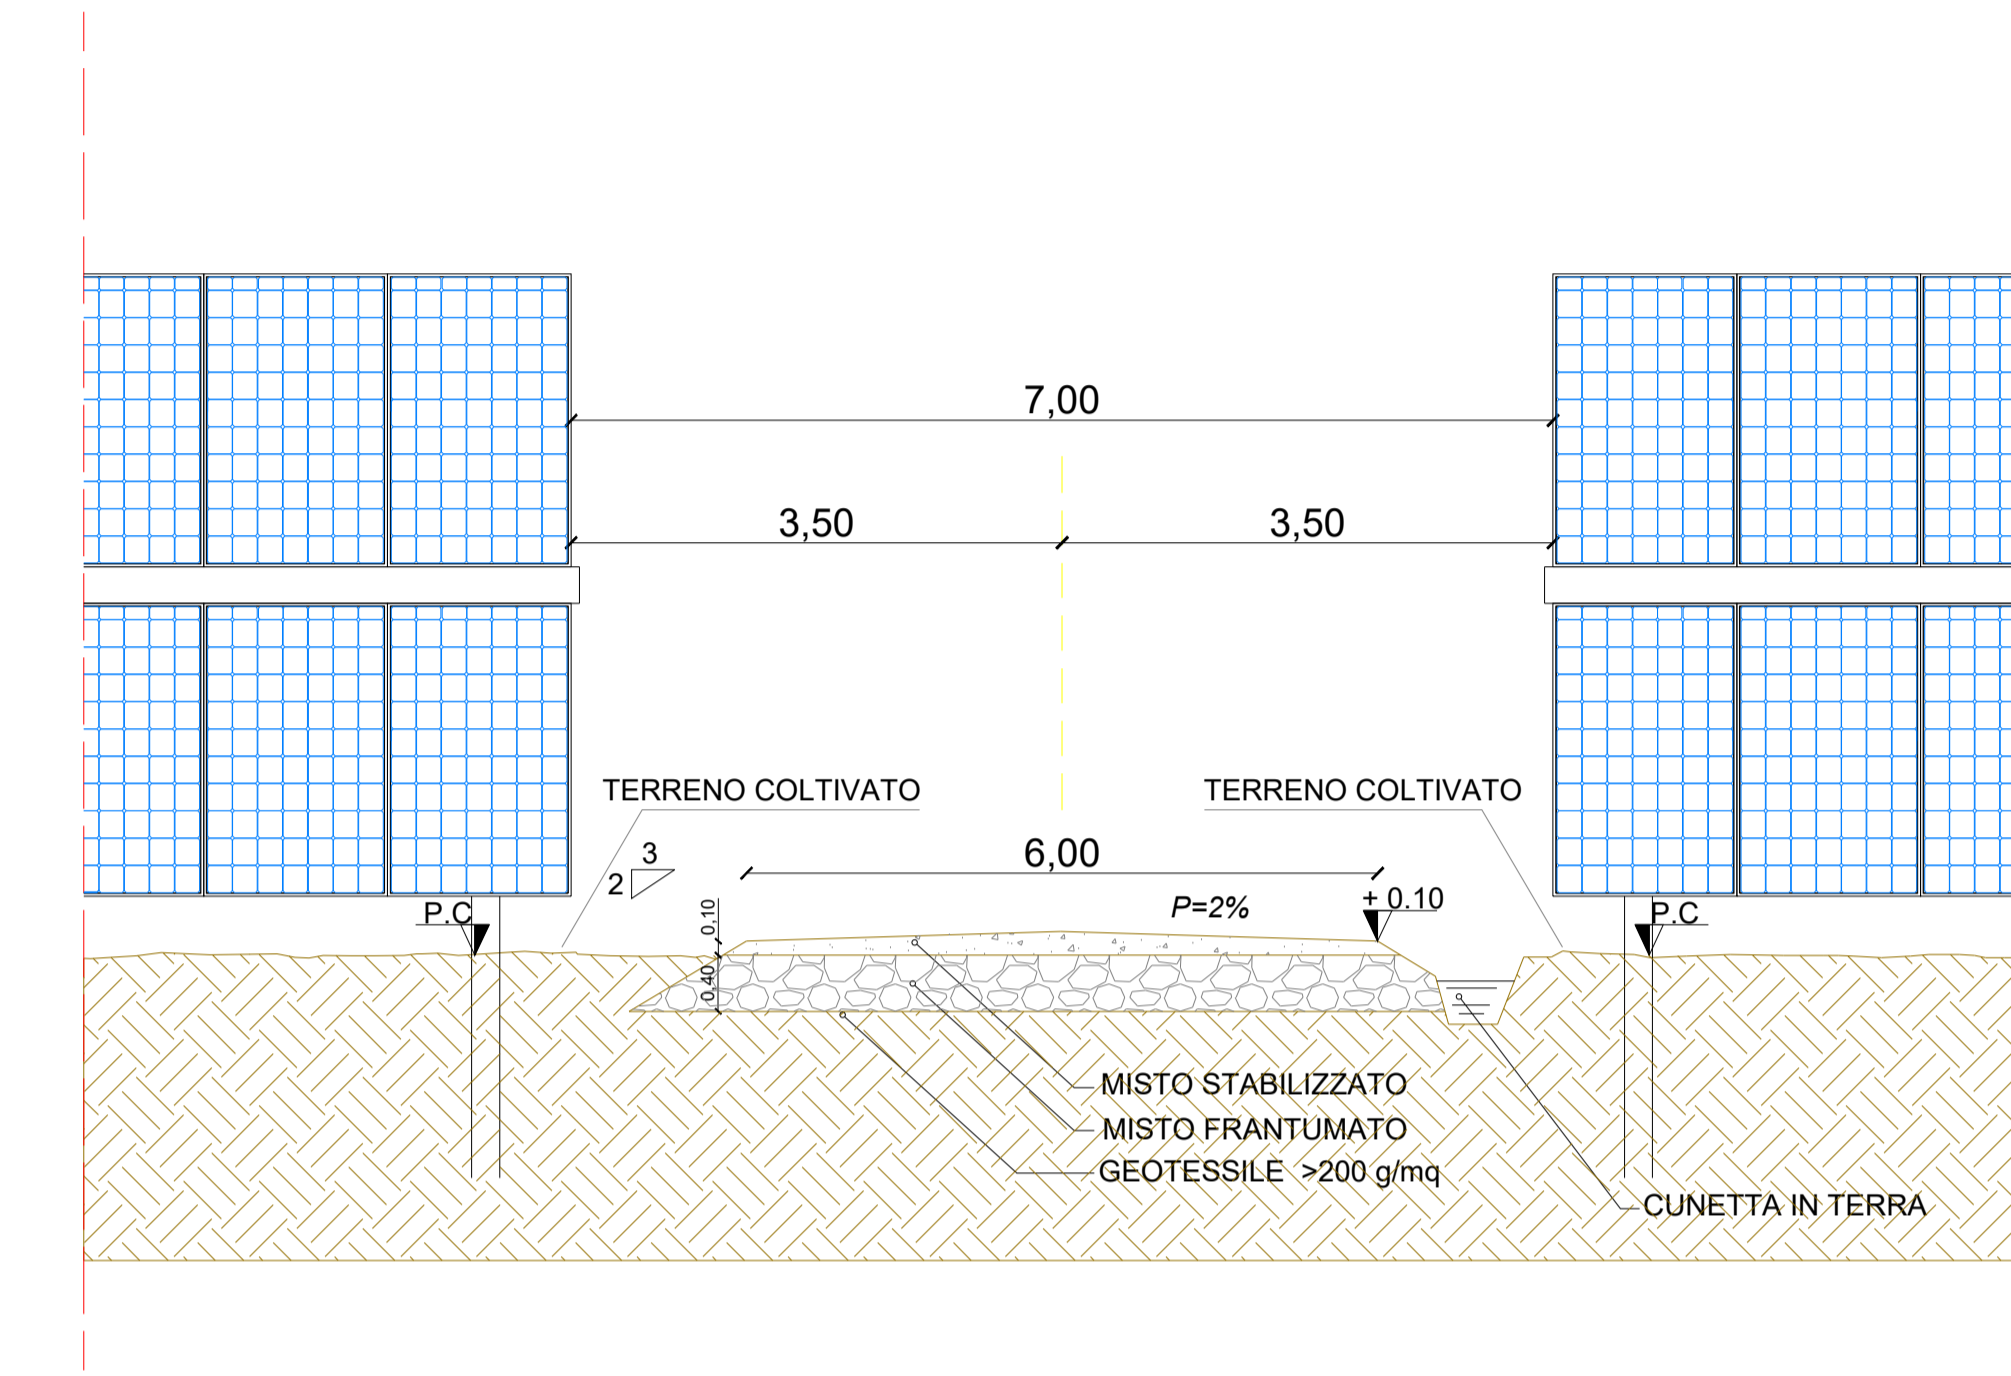 7,00
3,50
3,50
TERRENO COLTIVATO
TERRENO COLTIVATO
6,00
3
2
0,10
P=2%
+ 0.10
P.C
P.C
0,40
MISTO STABILIZZATO
MISTO FRANTUMATO
GEOTESSILE >200 g/mq
CUNETTA IN TERRA